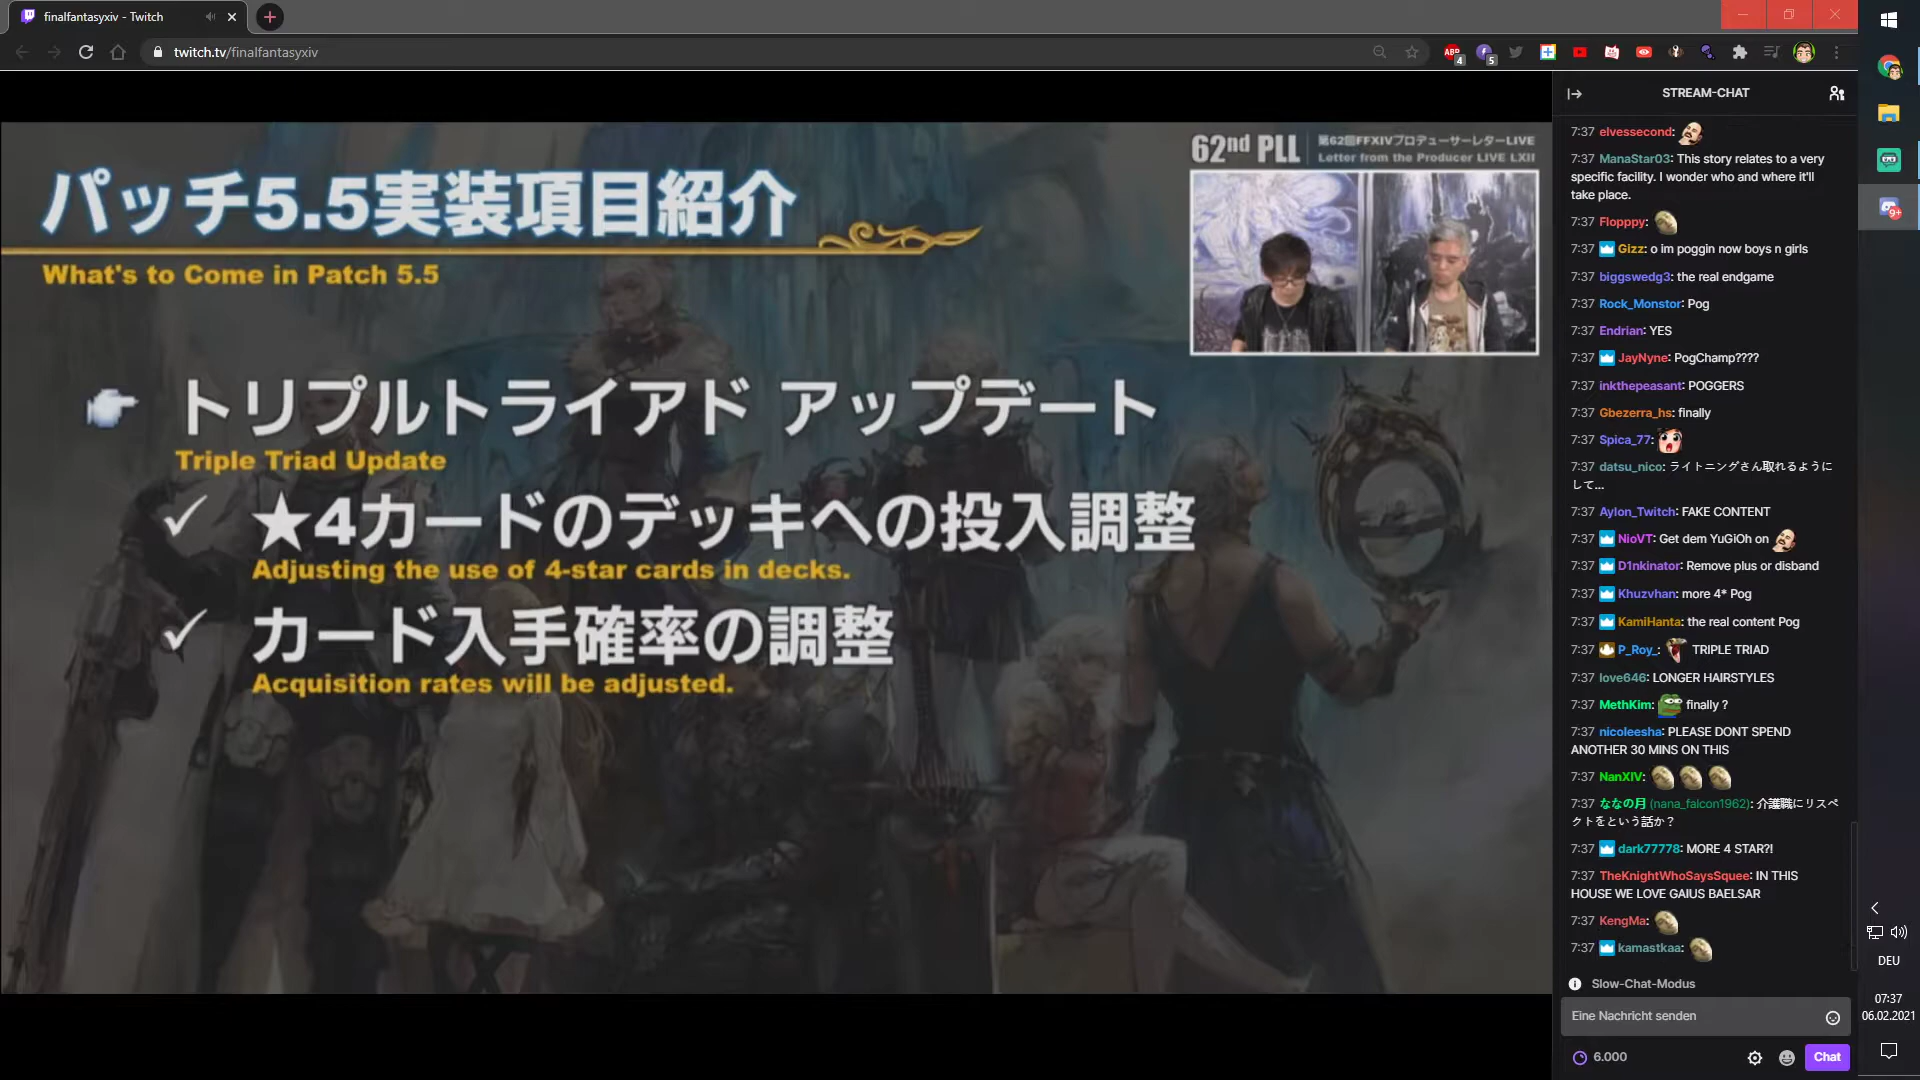 finalfantasyxiv - Twitch
twitch.tv/finalfantasyxiv
4
5
パッチ5.5実装項目紹介
What's to Come in Patch 5.5
62nd PLL
第62回FFXIVプロデューサーレターLIVE
Letter from the Producer LIVE LXII
トリプルトライアド アップデート
Triple Triad Update
★4カードのデッキへの投入調整
Adjusting the use of 4-star cards in decks.
カード入手確率の調整
Acquisition rates will be adjusted.
STREAM-CHAT
7:37 elvessecond:
7:37 ManaStar03: This story relates to a very
specific facility. I wonder who and where it'll
take place.
7:37 Flopppy:
7:37 Gizz: o im poggin now boys n girls
7:37 biggswedg3: the real endgame
7:37 Rock_Monstor: Pog
7:37 Endrian: YES
7:37 JayNyne: PogChamp????
7:37 inkthepeasant: POGGERS
7:37 Gbezerra_hs: finally
7:37 Spica_77:
7:37 datsu_nico: ライトニングさん取れるように
して...
7:37 Aylon_Twitch: FAKE CONTENT
7:37 NioVT: Get dem YuGiOh on
7:37 D1nkinator: Remove plus or disband
7:37 Khuzvhan: more 4* Pog
7:37 KamiHanta: the real content Pog
7:37 P_Roy_: TRIPLE TRIAD
7:37 love646: LONGER HAIRSTYLES
7:37 MethKim: finally ?
7:37 nicoleesha: PLEASE DONT SPEND
ANOTHER 30 MINS ON THIS
7:37 NanXIV:
7:37 ななの月 (nana_falcon1962): 介護職にリスペ
クトをという話か？
7:37 dark77778: MORE 4 STAR?!
7:37 TheKnightWhoSaysSquee: IN THIS
HOUSE WE LOVE GAIUS BAELSAR
7:37 KengMa:
7:37 kamastkaa:
Slow-Chat-Modus
Eine Nachricht senden
6.000
Chat
9+
DEU
07:37
06.02.2021